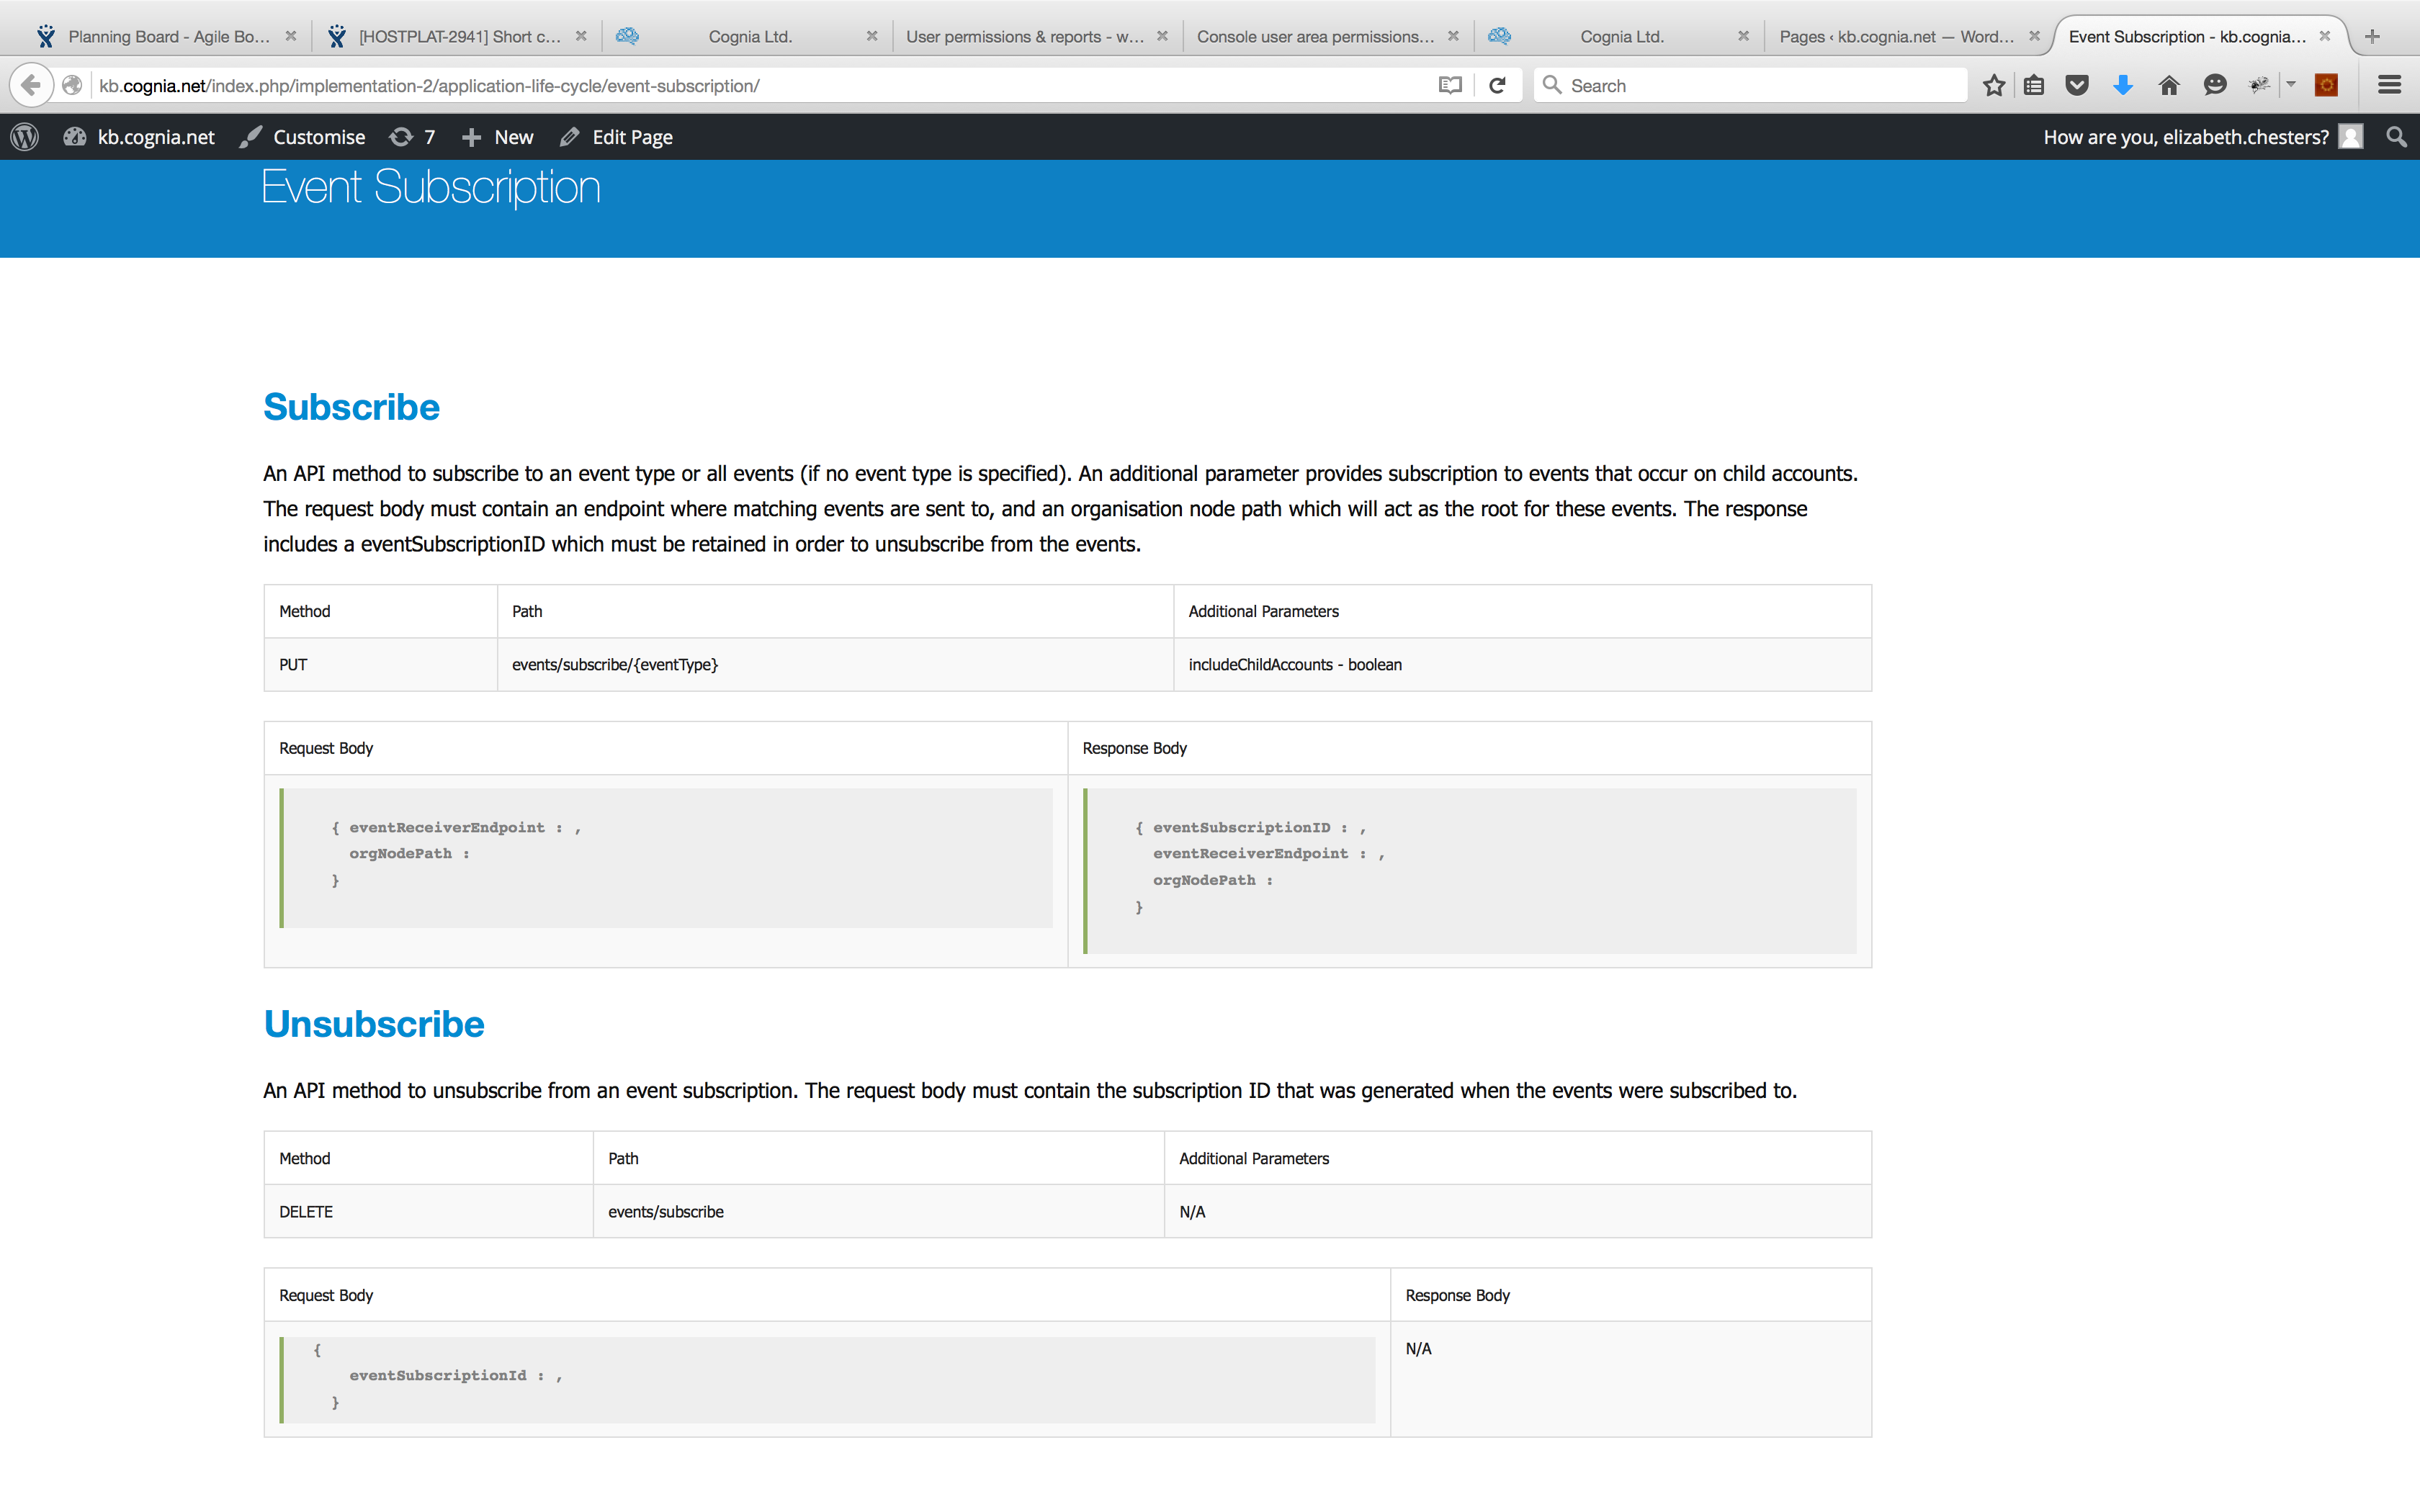 Planning Board - Agile Bo...
[HOSTPLAT-2941] Short c...
Cognia Ltd.
User permissions & reports - w...
Console user area permissions...
Cognia Ltd.
Pages ‹ kb.cognia.net — Word...
Event Subscription - kb.cognia...
kb.cognia.net/index.php/implementation-2/application-life-cycle/event-subscription/
Search
kb.cognia.net
Customise
7
New
Edit Page
How are you, elizabeth.chesters?
Event Subscription
Subscribe
An API method to subscribe to an event type or all events (if no event type is specified). An additional parameter provides subscription to events that occur on child accounts.
The request body must contain an endpoint where matching events are sent to, and an organisation node path which will act as the root for these events. The response
includes a eventSubscriptionID which must be retained in order to unsubscribe from the events.
Method Path Additional Parameters
PUT events/subscribe/{eventType} includeChildAccounts - boolean
Request Body Response Body
{ eventReceiverEndpoint : ,
orgNodePath :
}
{ eventSubscriptionID : ,
eventReceiverEndpoint : ,
orgNodePath :
}
Unsubscribe
An API method to unsubscribe from an event subscription. The request body must contain the subscription ID that was generated when the events were subscribed to.
Method Path Additional Parameters
DELETE events/subscribe N/A
Request Body Response Body
{
eventSubscriptionId : ,
}
N/A